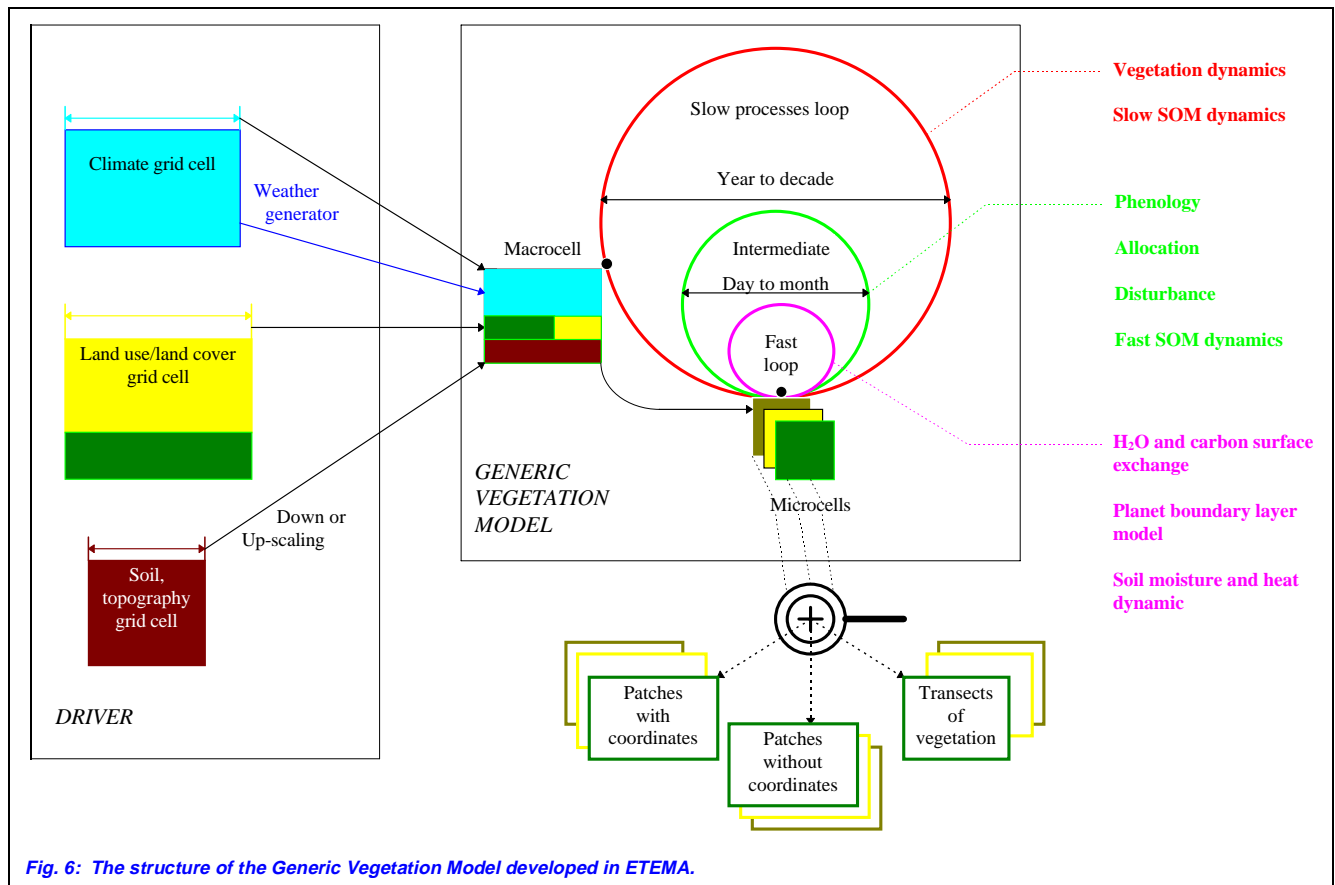 Climate grid cell
Weather
generator
Land use/land cover
grid cell
Down or
Up-scaling
Soil,
topography
grid cell
DRIVER
Macrocell
Slow processes loop
Year to decade
Intermediate
Day to month
Fast
loop
GENERIC
VEGETATION
MODEL
Microcells
Vegetation dynamics
Slow SOM dynamics
Phenology
Allocation
Disturbance
Fast SOM dynamics
H₂O and carbon surface
exchange
Planet boundary layer
model
Soil moisture and heat
dynamic
Patches
with
coordinates
Patches
without
coordinates
Transects
of
vegetation
Fig. 6: The structure of the Generic Vegetation Model developed in ETEMA.